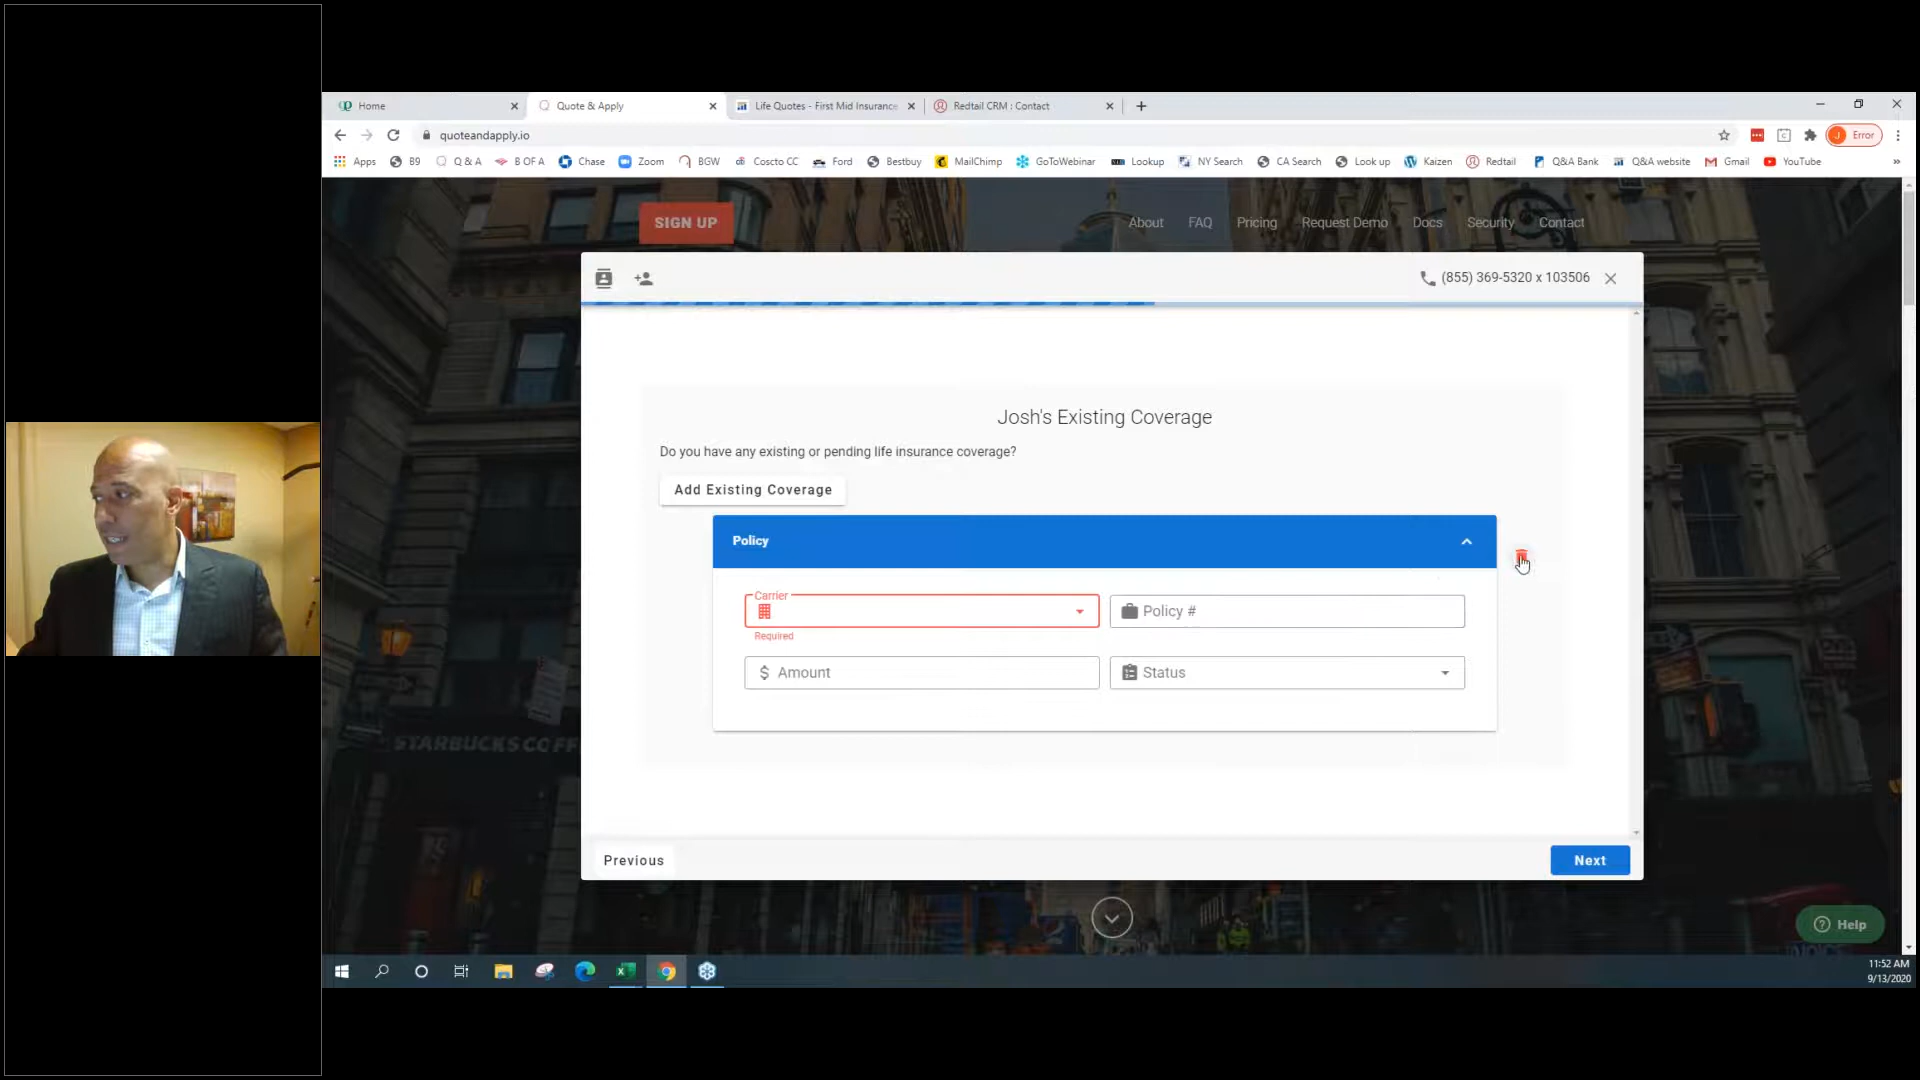 Home
Quote & Apply
Life Quotes - First Mid Insurance
Redtail CRM : Contact
quoteandapply.io
Error
Apps
B9
Q & A
B OF A
Chase
Zoom
BGW
Coscto CC
Ford
Bestbuy
MailChimp
GoToWebinar
Lookup
NY Search
CA Search
Look up
Kaizen
Redtail
Q&A Bank
Q&A website
Gmail
YouTube
SIGN UP
About
FAQ
Pricing
Request Demo
Docs
Security
Contact
(855) 369-5320 x 103506
Josh's Existing Coverage
Do you have any existing or pending life insurance coverage?
Add Existing Coverage
Policy
Carrier
Policy #
Required
$ Amount
Status
STARBUCKS COFF
Previous
Next
Help
11:52 AM
9/13/2020